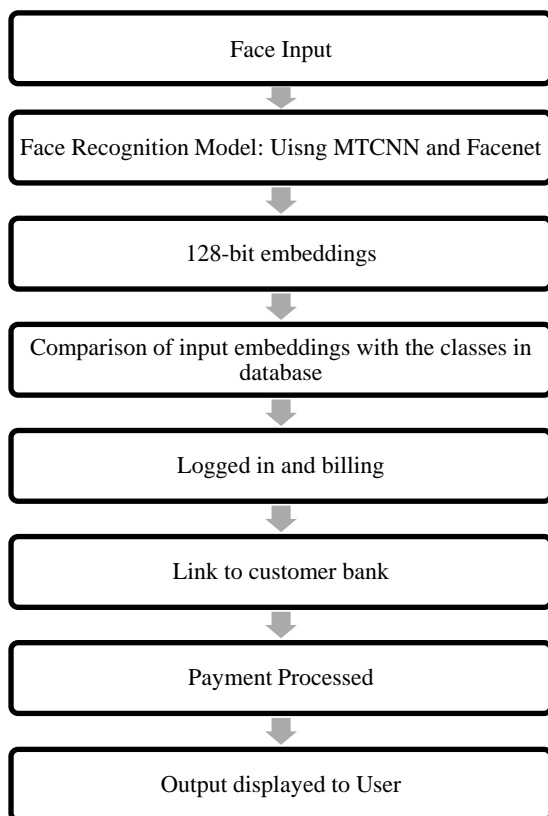 Face Input
Face Recognition Model: Uisng MTCNN and Facenet
128-bit embeddings
Comparison of input embeddings with the classes in
database
Logged in and billing
Link to customer bank
Payment Processed
Output displayed to User